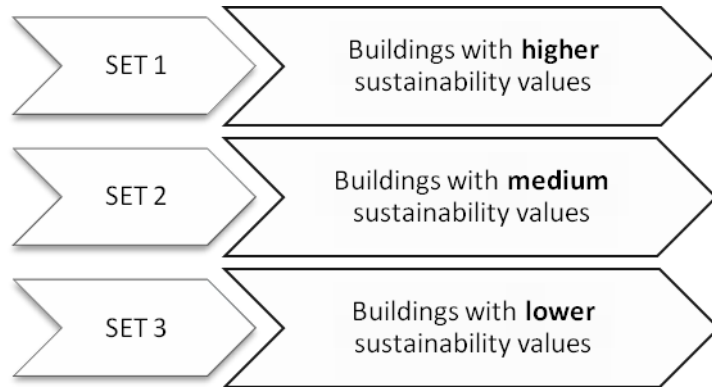 SET 1
Buildings with higher
sustainability values
SET 2
Buildings with medium
sustainability values
SET 3
Buildings with lower
sustainability values